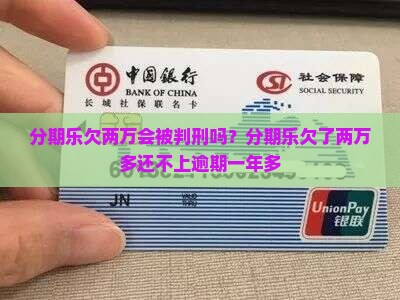 中国银行
BANK OF CHINA
社会保障
SOCIAL SECURITY
长城社保联名卡
分期乐欠两万会被判刑吗？分期乐欠了两万
多还不上逾期一年多
JN
UnionPay
银联